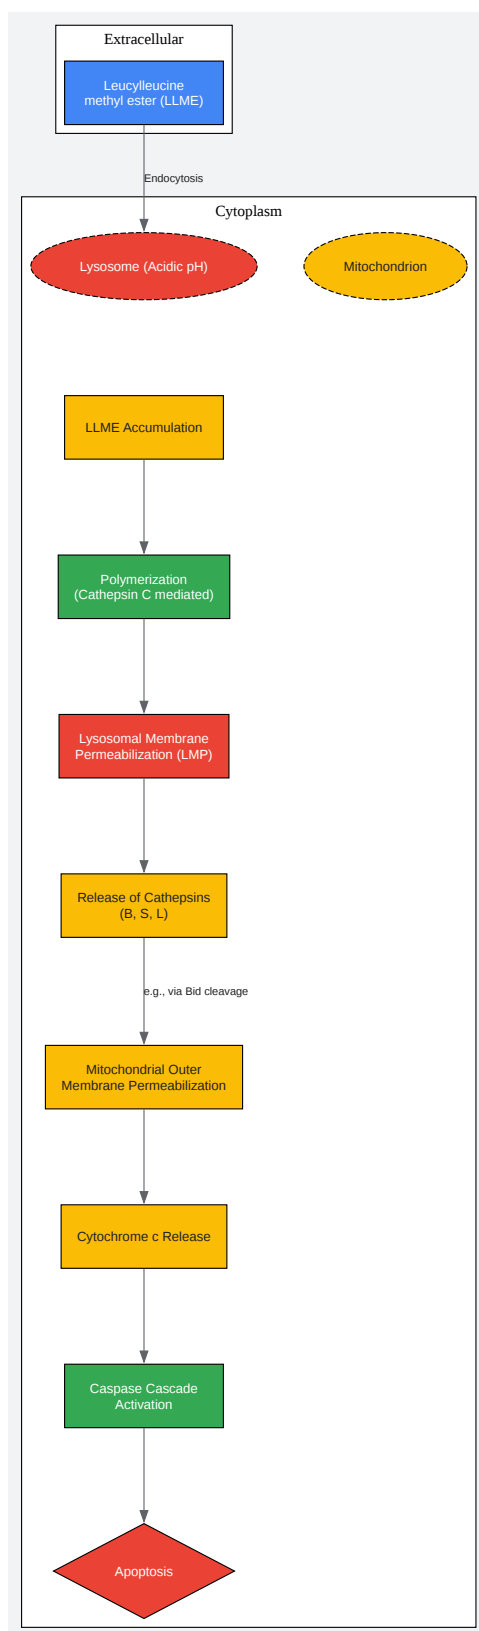 Extracellular
Leucylleucine
methyl ester (LLME)
Endocytosis
Cytoplasm
Lysosome (Acidic pH)
Mitochondrion
LLME Accumulation
Polymerization
(Cathepsin C mediated)
Lysosomal Membrane
Permeabilization (LMP)
Release of Cathepsins
(B, S, L)
e.g., via Bid cleavage
Mitochondrial Outer
Membrane Permeabilization
Cytochrome c Release
Caspase Cascade
Activation
Apoptosis